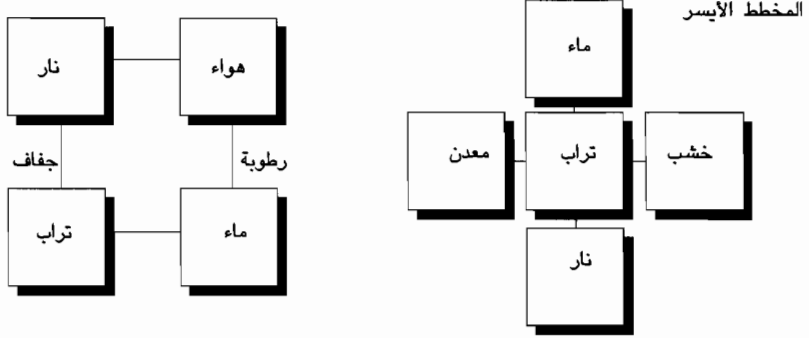 المخطط الأيسر
ماء
خشب
تراب
معدن
نار
هواء
نار
رطوبة
جفاف
ماء
تراب